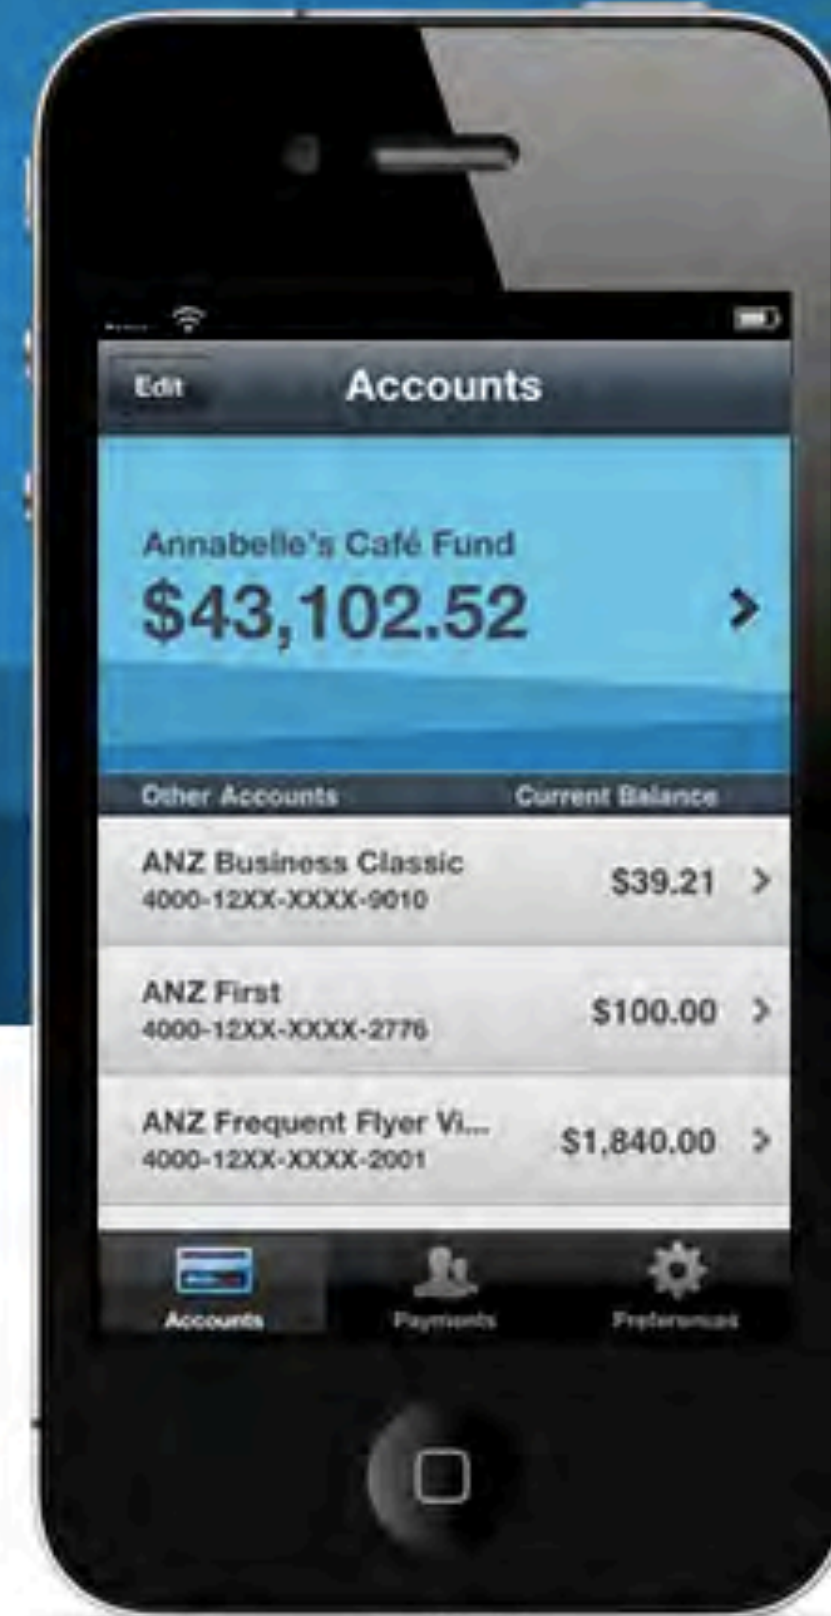 Edit
Accounts
Annabelle's Café Fund
$43,102.52
Other Accounts
Current Balance
ANZ Business Classic
4000-12XX-XXXX-9010
$39.21
ANZ First
4000-12XX-XXXX-2776
$100.00
ANZ Frequent Flyer Vi...
4000-12XX-XXXX-2001
$1,840.00
Accounts
Payments
Preferences